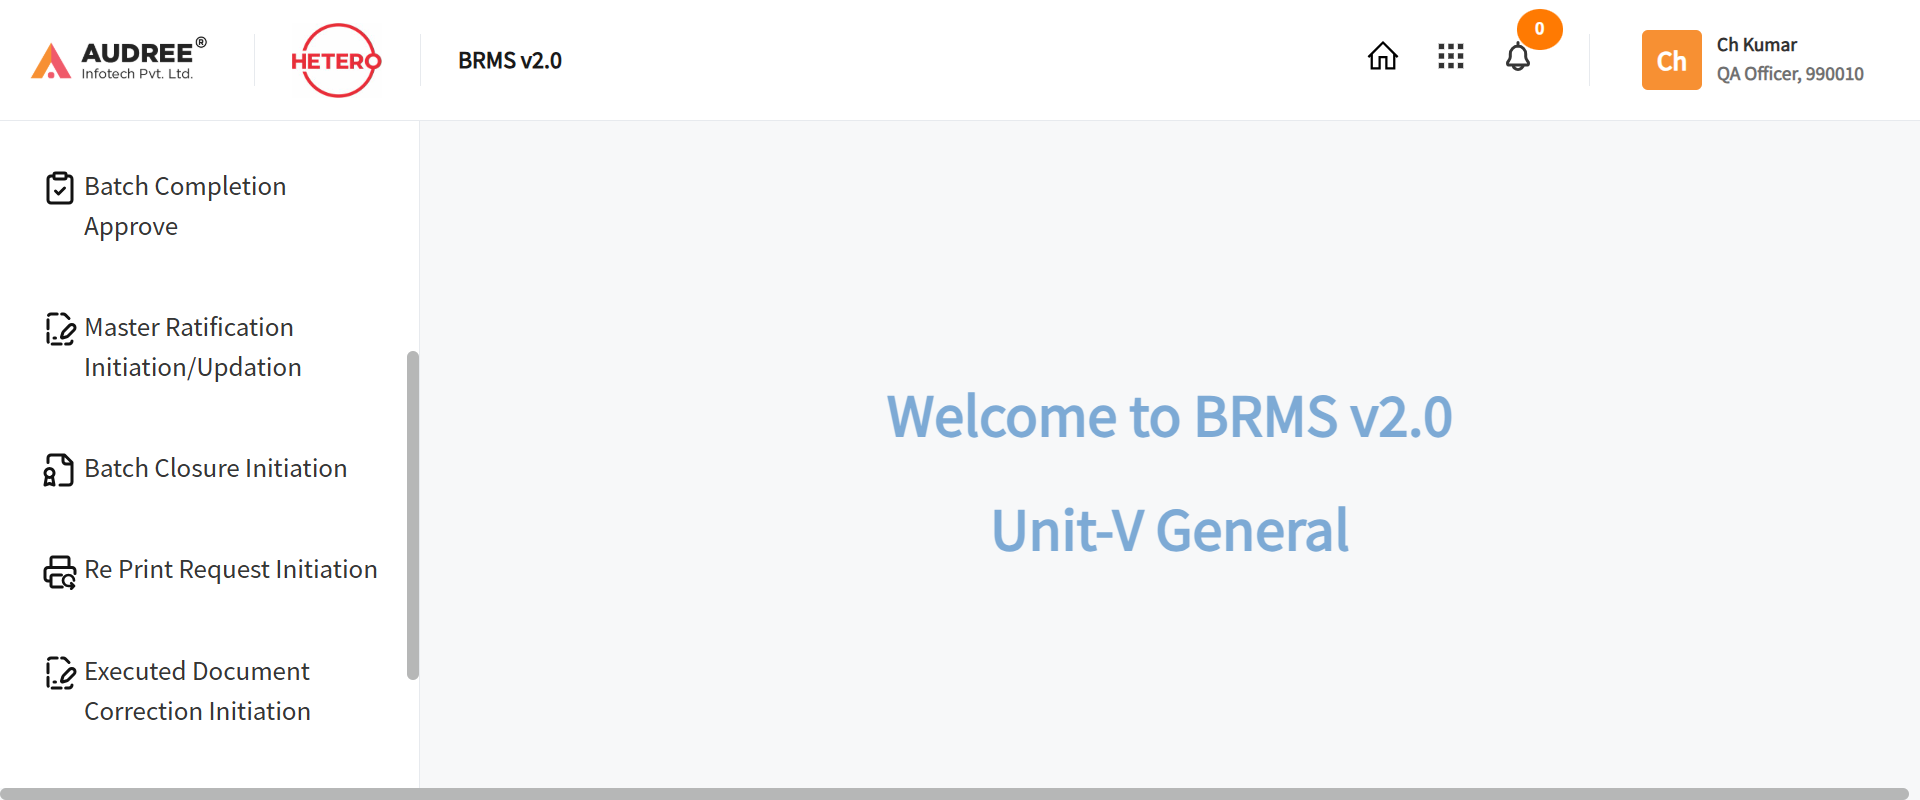 AUDREE®
Infotech Pvt. Ltd.
HETERO
BRMS v2.0
0
Ch
Ch Kumar
QA Officer, 990010
Batch Completion
Approve
Master Ratification
Initiation/Updation
Batch Closure Initiation
Re Print Request Initiation
Executed Document
Correction Initiation
Welcome to BRMS v2.0
Unit-V General